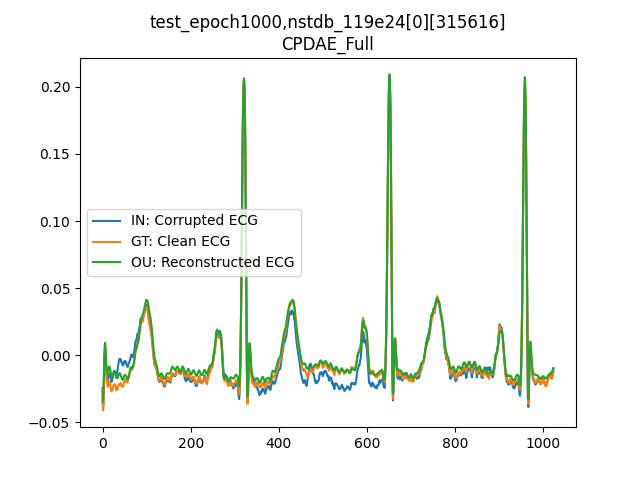 test_epoch1000,nstdb_119e24[0][315616]
CPDAE_Full
0.20
0.15
0.10
0.05
0.00
−0.05
IN: Corrupted ECG
GT: Clean ECG
OU: Reconstructed ECG
0 200 400 600 800 1000